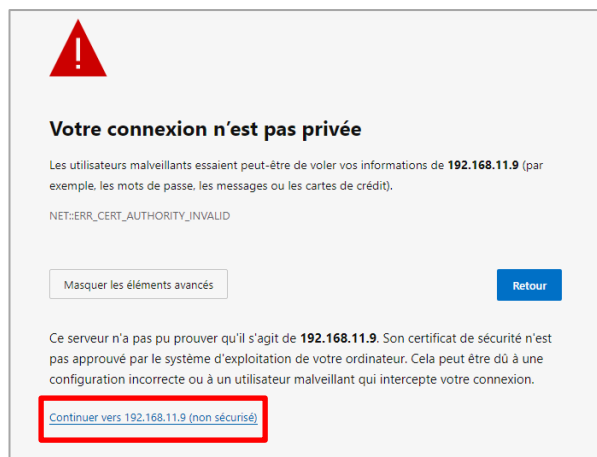 Votre connexion n’est pas privée
Les utilisateurs malveillants essaient peut-être de voler vos informations de 192.168.11.9 (par
exemple, les mots de passe, les messages ou les cartes de crédit).
NET::ERR_CERT_AUTHORITY_INVALID
Masquer les éléments avancés
Retour
Ce serveur n'a pas pu prouver qu'il s'agit de 192.168.11.9. Son certificat de sécurité n'est
pas approuvé par le système d'exploitation de votre ordinateur. Cela peut être dû à une
configuration incorrecte ou à un utilisateur malveillant qui intercepte votre connexion.
Continuer vers 192.168.11.9 (non sécurisé)